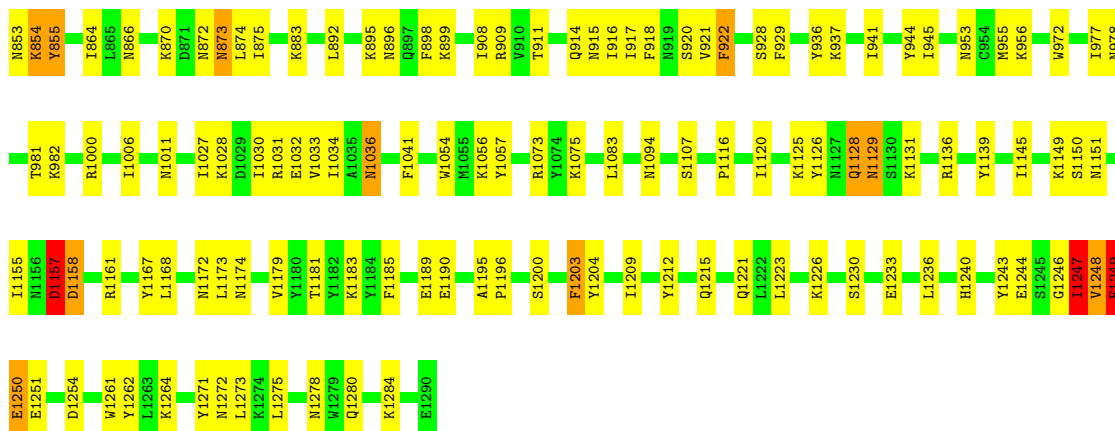 N853 K854 Y855 I864 L865 N866 K870 D871 N872 N873 L874 I875 K883 L892 K895 N896 Q897 F898 K899 I908 R909 V910 T911 Q914 N915 I916 I917 F918 N919 S920 V921 F922 S928 F929 Y936 K937 I941 Y944 I945 N953 C954 M955 K956 W972 I977
T981 K982 R1000 I1006 N1011 I1027 K1028 D1029 I1030 R1031 E1032 V1033 I1034 A1035 N1036 F1041 W1054 M1055 K1056 Y1057 R1073 Y1074 K1075 L1083 N1094 S1107 P1116 I1120 K1125 Y1126 N1127 Q1128 N1129 S1130 K1131 R1136 Y1139 I1145 K1149 S1150 N1151
I1155 N1156 D1157 D1158 R1161 Y1167 L1168 N1172 L1173 N1174 V1179 Y1180 T1181 Y1182 K1183 Y1184 F1185 E1189 E1190 A1195 P1196 S1200 F1203 Y1204 I1209 Y1212 Q1215 Q1221 L1222 L1223 K1226 S1230 E1233 L1236 H1240 Y1243 E1244 S1245 G1246 I1247 V1248
E1250 E1251 D1254 W1261 Y1262 L1263 K1264 Y1271 N1272 L1273 K1274 L1275 N1278 W1279 Q1280 K1284 E1290